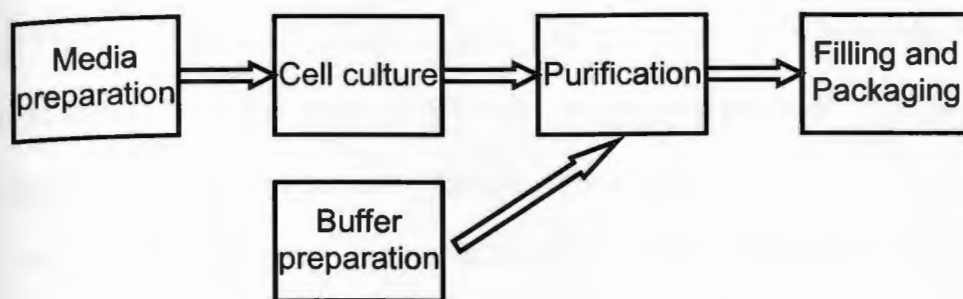 Media
preparation
Cell culture
Purification
Filling and
Packaging
Buffer
preparation